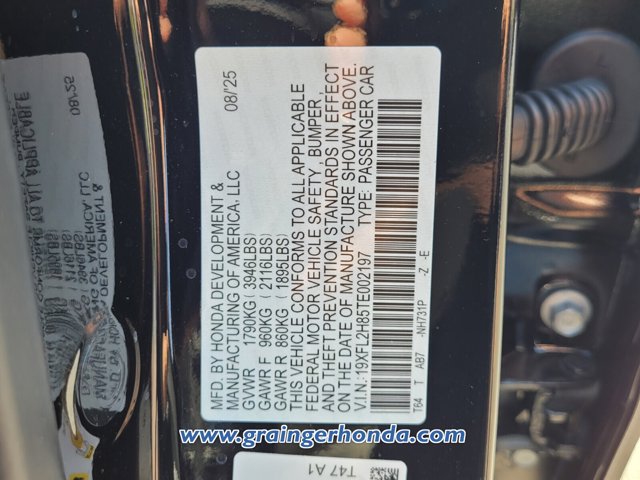 MFD. BY HONDA DEVELOPMENT &
MANUFACTURING OF AMERICA, LLC 08/25
GVWR 1790KG (3946LBS)
GAWR F 960KG (2116LBS)
GAWR R 860KG (1896LBS)
THIS VEHICLE CONFORMS TO ALL APPLICABLE
FEDERAL MOTOR VEHICLE SAFETY, BUMPER,
AND THEFT PREVENTION STANDARDS IN EFFECT
ON THE DATE OF MANUFACTURE SHOWN ABOVE.
V.I.N.: 19XFL2H85TE002197 TYPE: PASSENGER CAR
T64 T AB7 -NH731P -Z -E
T47 A1
www.graingerhonda.com